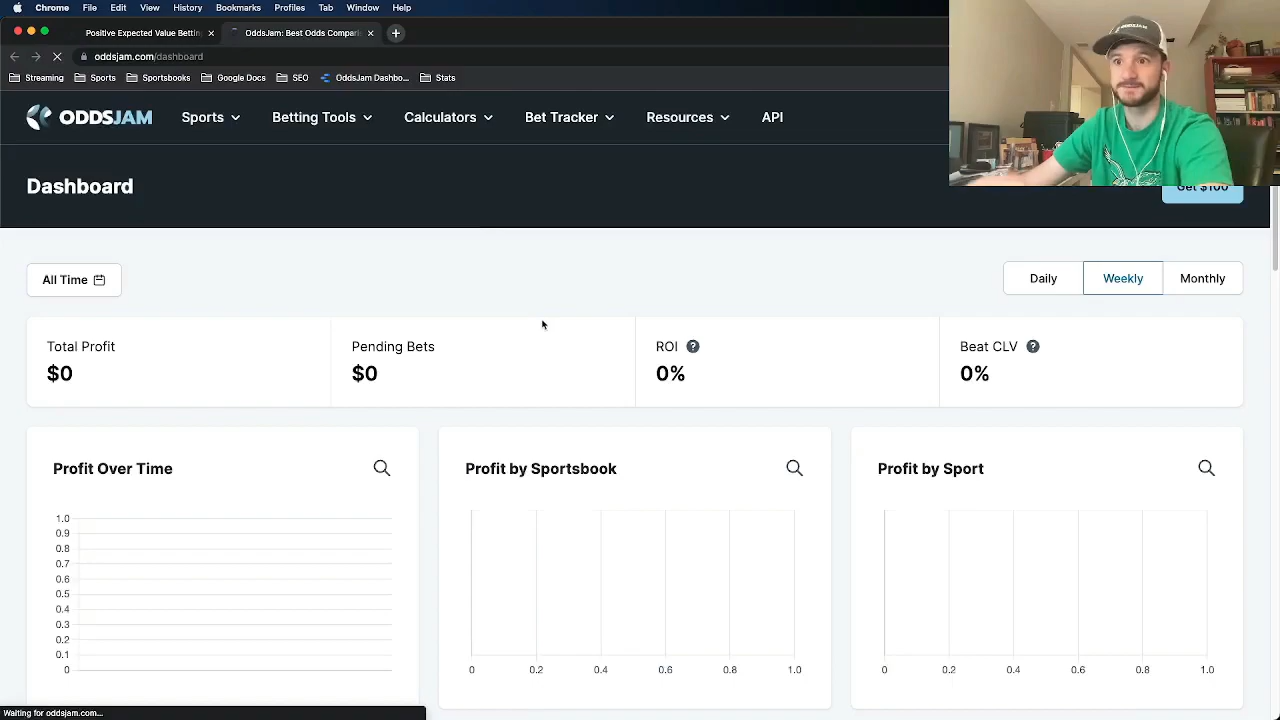 Chrome File Edit View History Bookmarks Profiles Tab Window Help
Positive Expected Value Bettin
OddsJam: Best Odds Comparis
oddsjam.com/dashboard
Streaming Sports Sportsbooks Google Docs SEO OddsJam Dashbo... Stats
ODDSJAM Sports Betting Tools Calculators Bet Tracker Resources API
Dashboard
Get $100
All Time
Daily Weekly Monthly
Total Profit Pending Bets ROI ? Beat CLV ?
$0 $0 0% 0%
Profit Over Time
1.0
0.9
0.8
0.7
0.6
0.5
0.4
0.3
0.2
0.1
0
Profit by Sportsbook
0 0.2 0.4 0.6 0.8 1.0
Profit by Sport
0 0.2 0.4 0.6 0.8 1.0
Waiting for oddsjam.com...